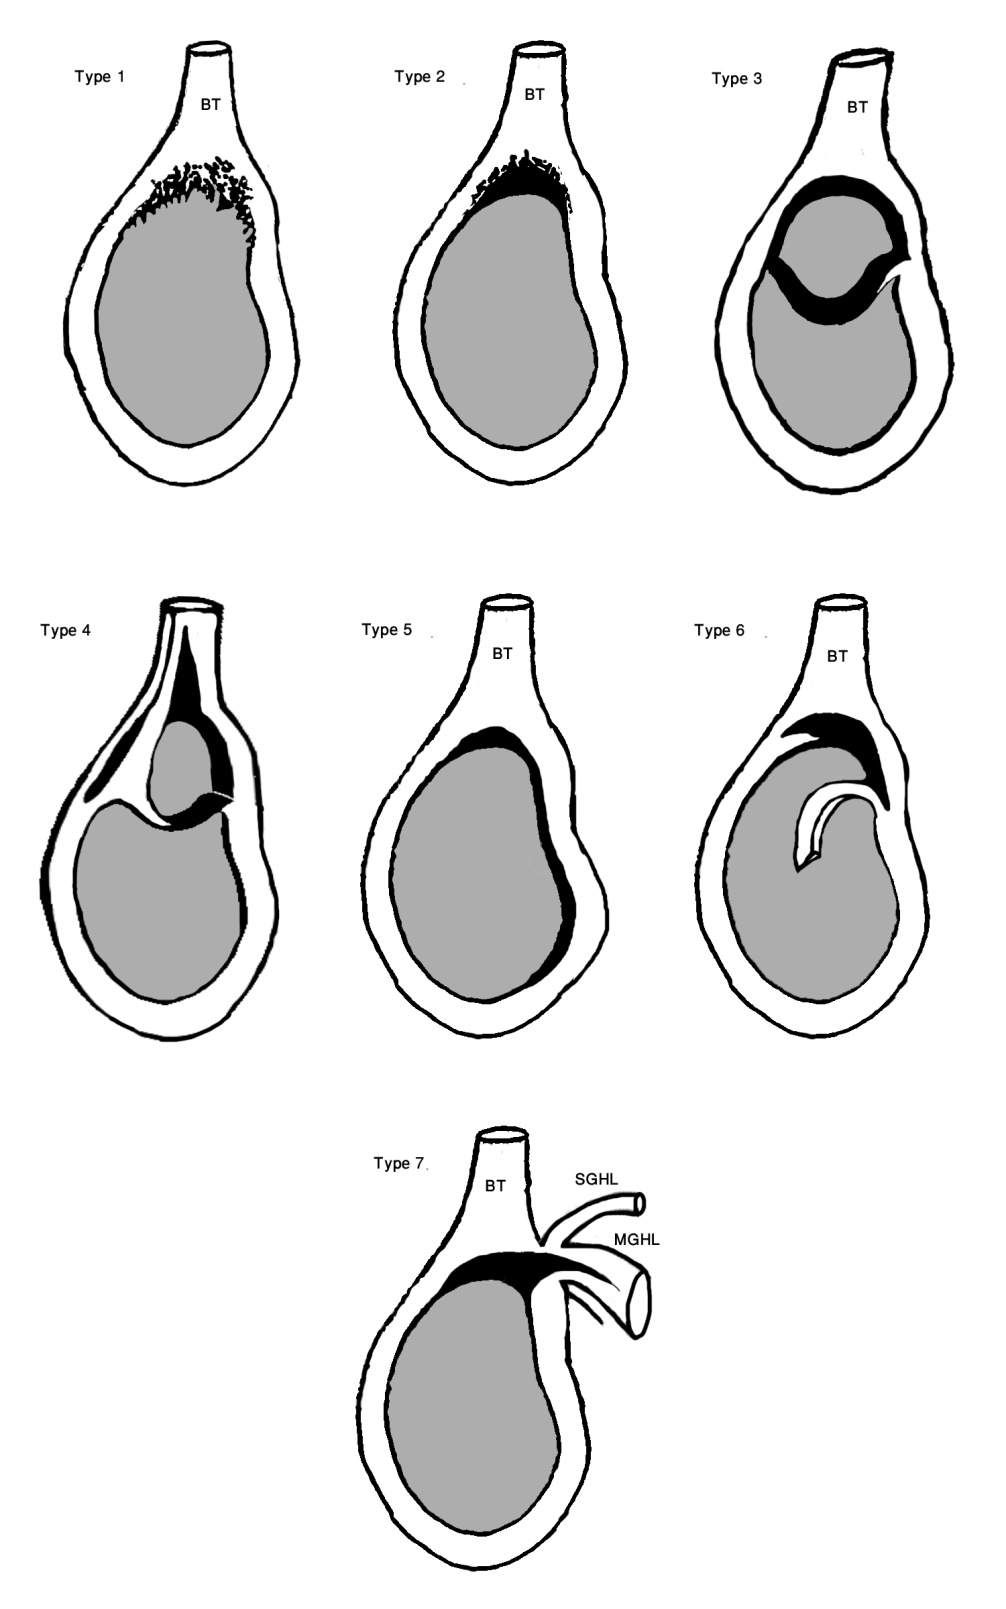 Type 1
BT
Type 2
BT
Type 3
BT
Type 4
Type 5
BT
Type 6
BT
Type 7
BT
SGHL
MGHL